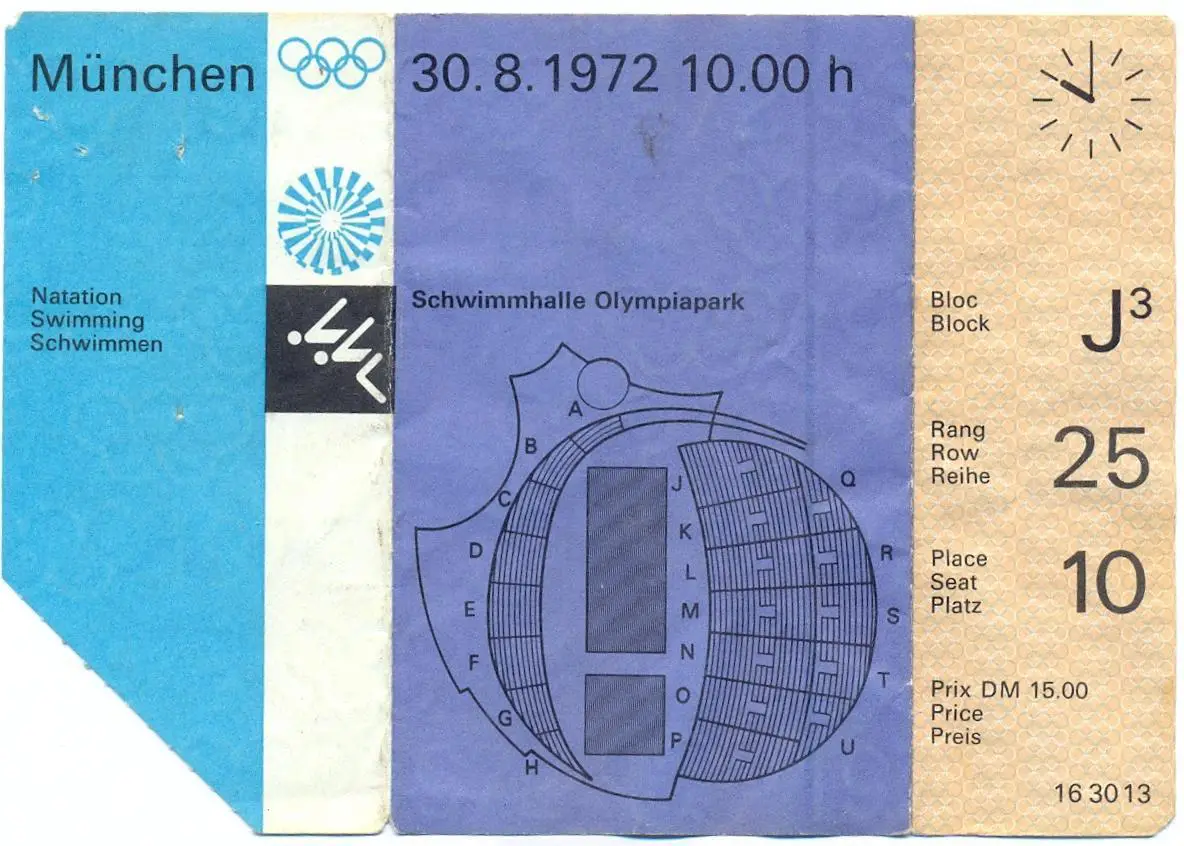 München
30.8.1972 10.00 h
Natation
Swimming
Schwimmen
Schwimmhalle Olympiapark
A
B
C
D
E
F
G
H
J
K
L
M
N
O
P
Q
R
S
T
U
Bloc
Block
J³
Rang
Row
Reihe
25
Place
Seat
Platz
10
Prix DM 15.00
Price
Preis
16 30 13